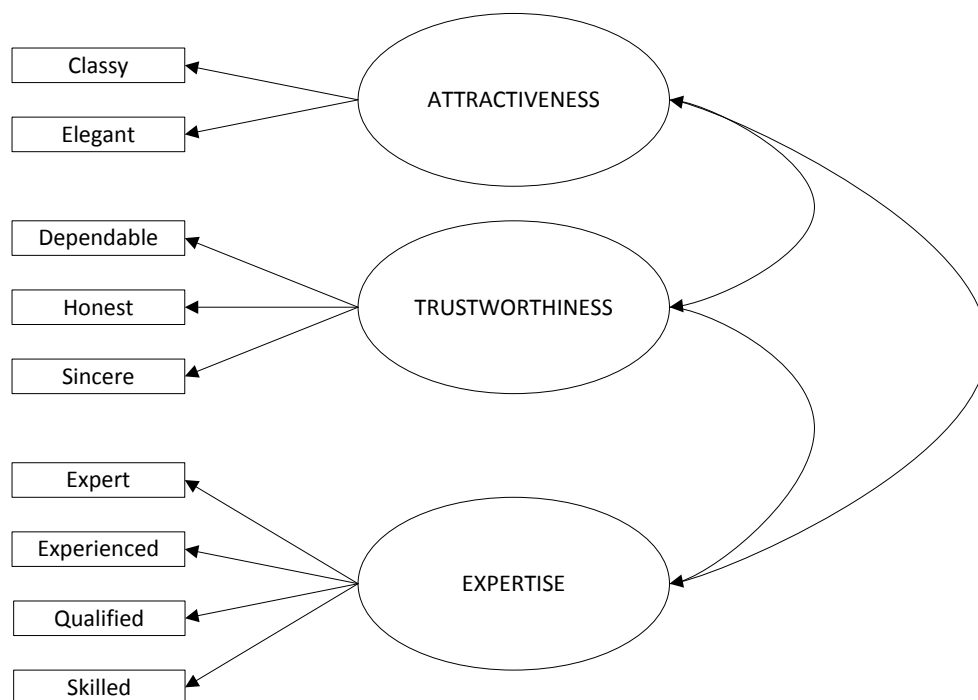 Classy
ATTRACTIVENESS
Elegant
Dependable
Honest
TRUSTWORTHINESS
Sincere
Expert
Experienced
EXPERTISE
Qualified
Skilled